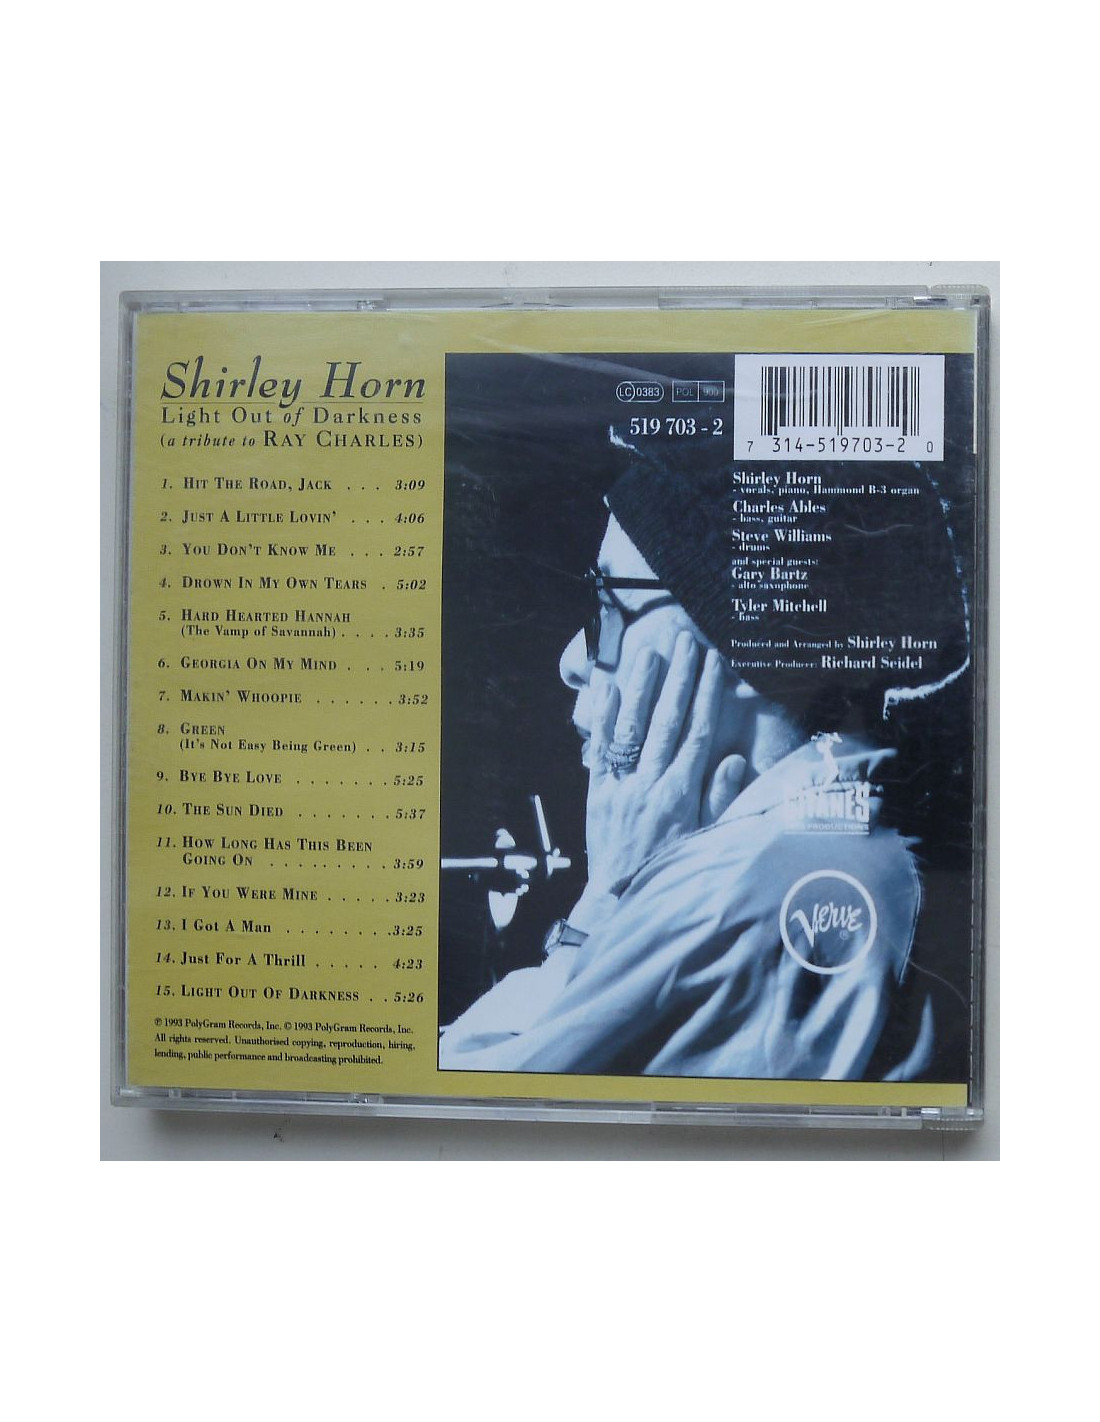 Shirley Horn
Light Out of Darkness
(a tribute to RAY CHARLES)
1. HIT THE ROAD, JACK . . . 3:09
2. JUST A LITTLE LOVIN' . . . 4:06
3. YOU DON'T KNOW ME . . . 2:57
4. DROWN IN MY OWN TEARS . 5:02
5. HARD HEARTED HANNAH
(The Vamp of Savannah) . . . . 3:35
6. GEORGIA ON MY MIND . . . 5:19
7. MAKIN' WHOOPIE . . . . . . 3:52
8. GREEN
(It's Not Easy Being Green) . . 3:15
9. BYE BYE LOVE . . . . . . . 5:25
10. THE SUN DIED . . . . . . . 5:37
11. HOW LONG HAS THIS BEEN
GOING ON . . . . . . . . . 3:59
12. IF YOU WERE MINE . . . . . 3:23
13. I Got A Man . . . . . . . .3:25
14. Just For A Thrill . . . . . 4:23
15. LIGHT OUT OF DARKNESS . . 5:26
℗ 1993 PolyGram Records, Inc. © 1993 PolyGram Records, Inc.
All rights reserved. Unauthorised copying, reproduction, hiring,
lending, public performance and broadcasting prohibited.
LC 0383 POL 900
519 703 - 2
7 314-519703-2 0
Shirley Horn
- vocals, piano, Hammond B-3 organ
Charles Ables
- bass, guitar
Steve Williams
- drums
and special guests:
Gary Bartz
- alto saxophone
Tyler Mitchell
- bass
Produced and Arranged by Shirley Horn
Executive Producer: Richard Seidel
PRODUCTIONS
Verve